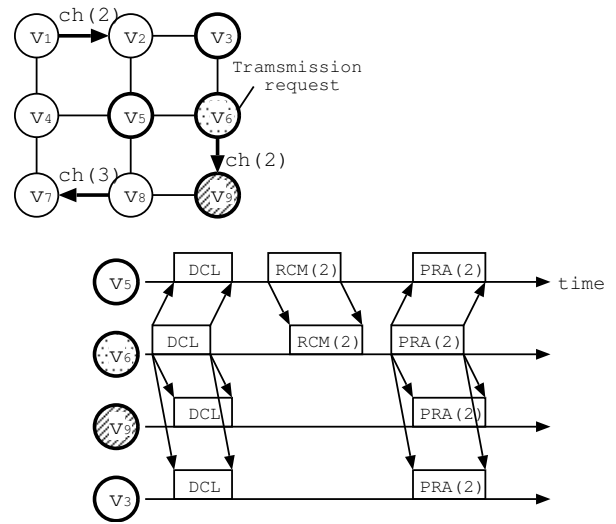 ch(2)
V1 V2 V3
Tramsmission
request
V4 V5 V6
ch(3) ch(2)
V7 V8 V9
V5 DCL RCM(2) PRA(2) time
V6 DCL RCM(2) PRA(2)
V9 DCL PRA(2)
V3 DCL PRA(2)